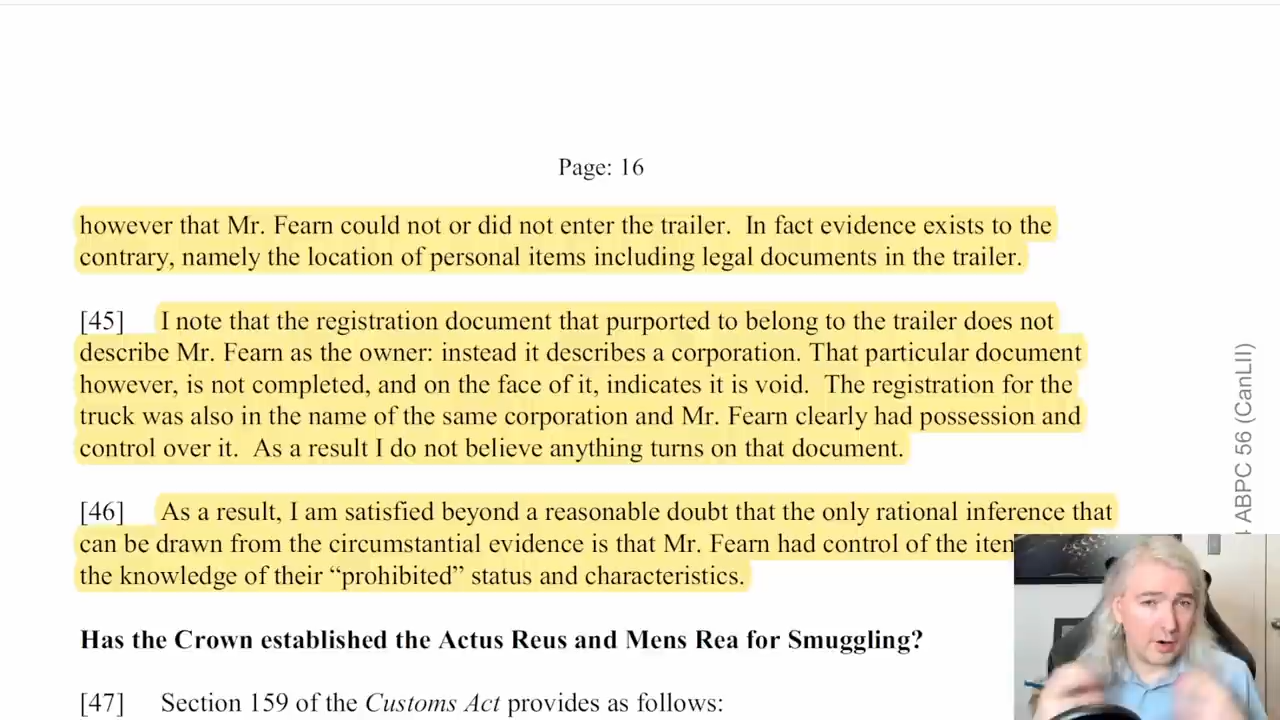 Page: 16
however that Mr. Fearn could not or did not enter the trailer. In fact evidence exists to the
contrary, namely the location of personal items including legal documents in the trailer.
[45] I note that the registration document that purported to belong to the trailer does not
describe Mr. Fearn as the owner: instead it describes a corporation. That particular document
however, is not completed, and on the face of it, indicates it is void. The registration for the
truck was also in the name of the same corporation and Mr. Fearn clearly had possession and
control over it. As a result I do not believe anything turns on that document.
[46] As a result, I am satisfied beyond a reasonable doubt that the only rational inference that
can be drawn from the circumstantial evidence is that Mr. Fearn had control of the
the knowledge of their “prohibited” status and characteristics.
Has the Crown established the Actus Reus and Mens Rea for Smuggling?
[47] Section 159 of the Customs Act provides as follows:
ABPC 56 (CanLII)